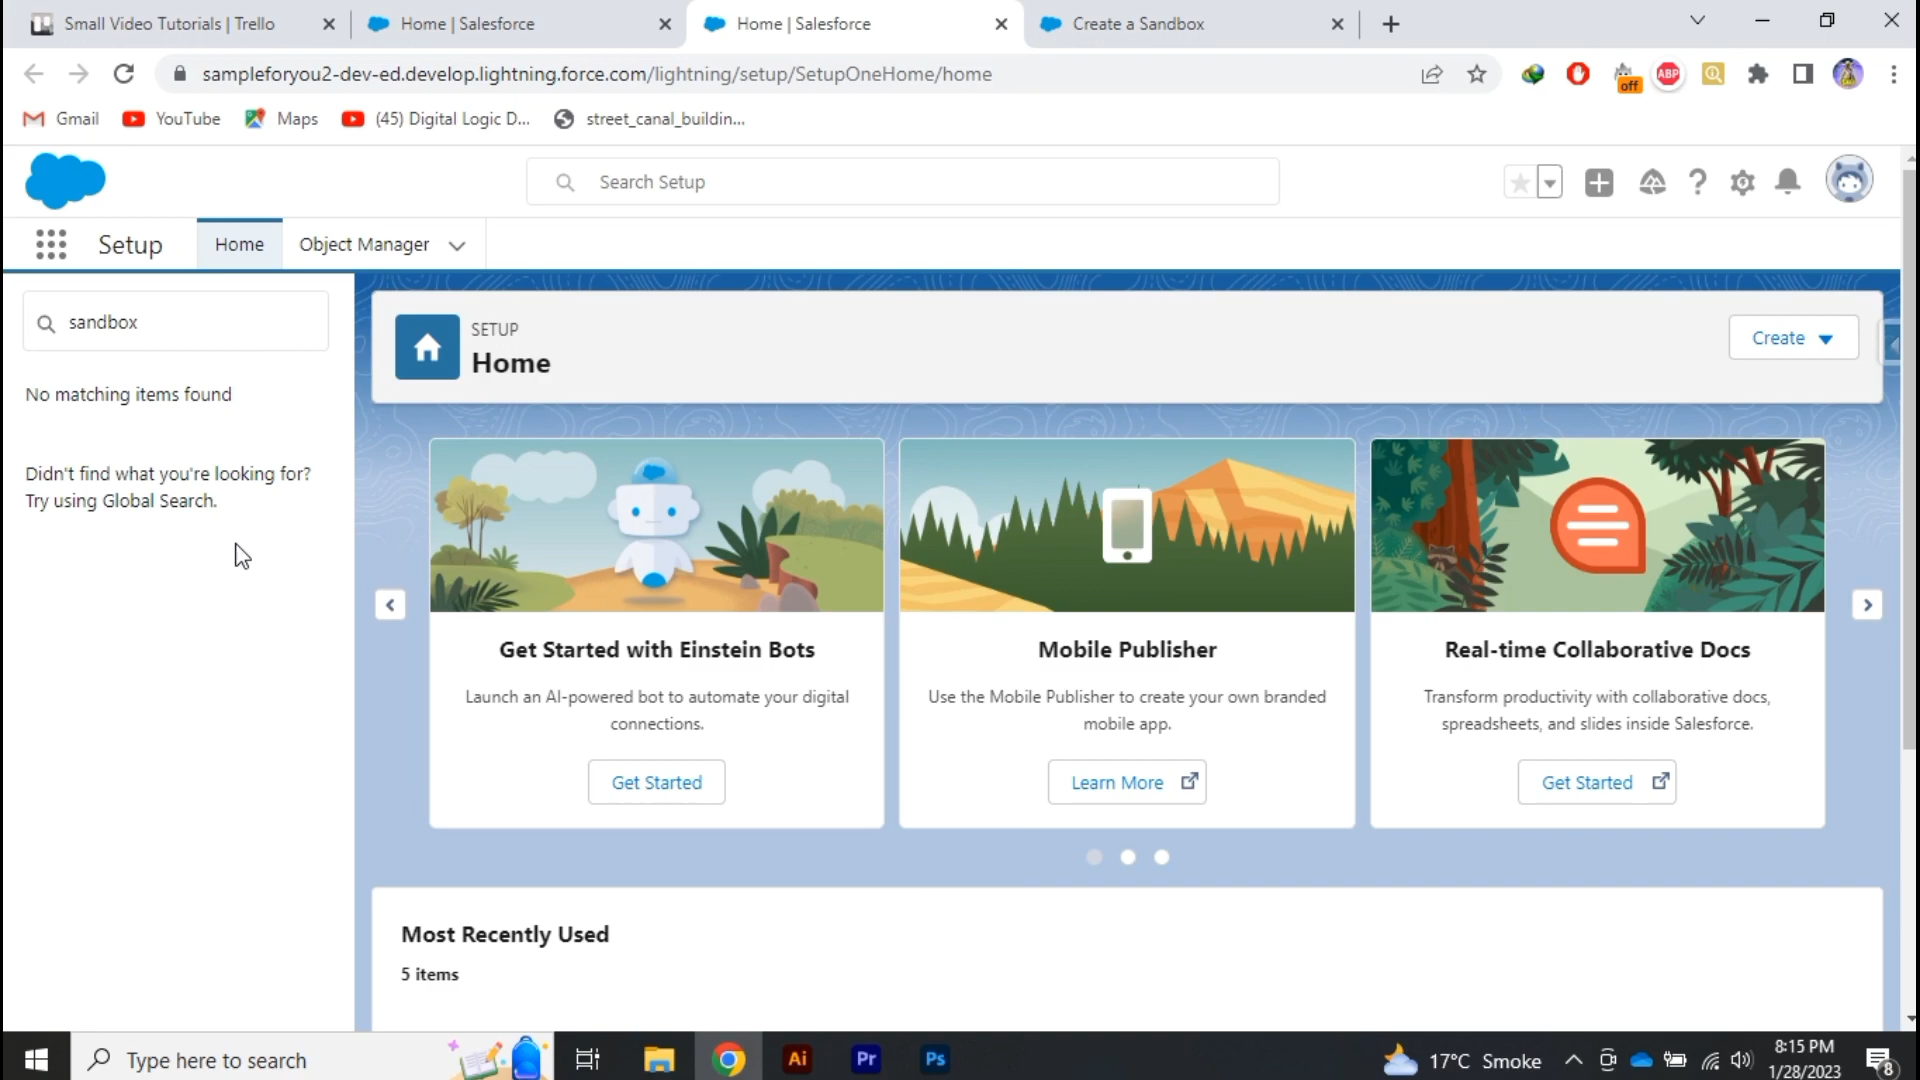 Small Video Tutorials | Trello
Home | Salesforce
Home | Salesforce
Create a Sandbox
sampleforyou2-dev-ed.develop.lightning.force.com/lightning/setup/SetupOneHome/home
off
ABP
Gmail
YouTube
Maps
(45) Digital Logic D...
street_canal_buildin...
Search Setup
Setup
Home
Object Manager
sandbox
No matching items found
Didn't find what you're looking for?
Try using Global Search.
SETUP
Home
Create
Get Started with Einstein Bots
Launch an AI-powered bot to automate your digital
connections.
Get Started
Mobile Publisher
Use the Mobile Publisher to create your own branded
mobile app.
Learn More
Real-time Collaborative Docs
Transform productivity with collaborative docs,
spreadsheets, and slides inside Salesforce.
Get Started
Most Recently Used
5 items
Type here to search
Ai
Pr
Ps
17°C Smoke
8:15 PM
1/28/2023
8